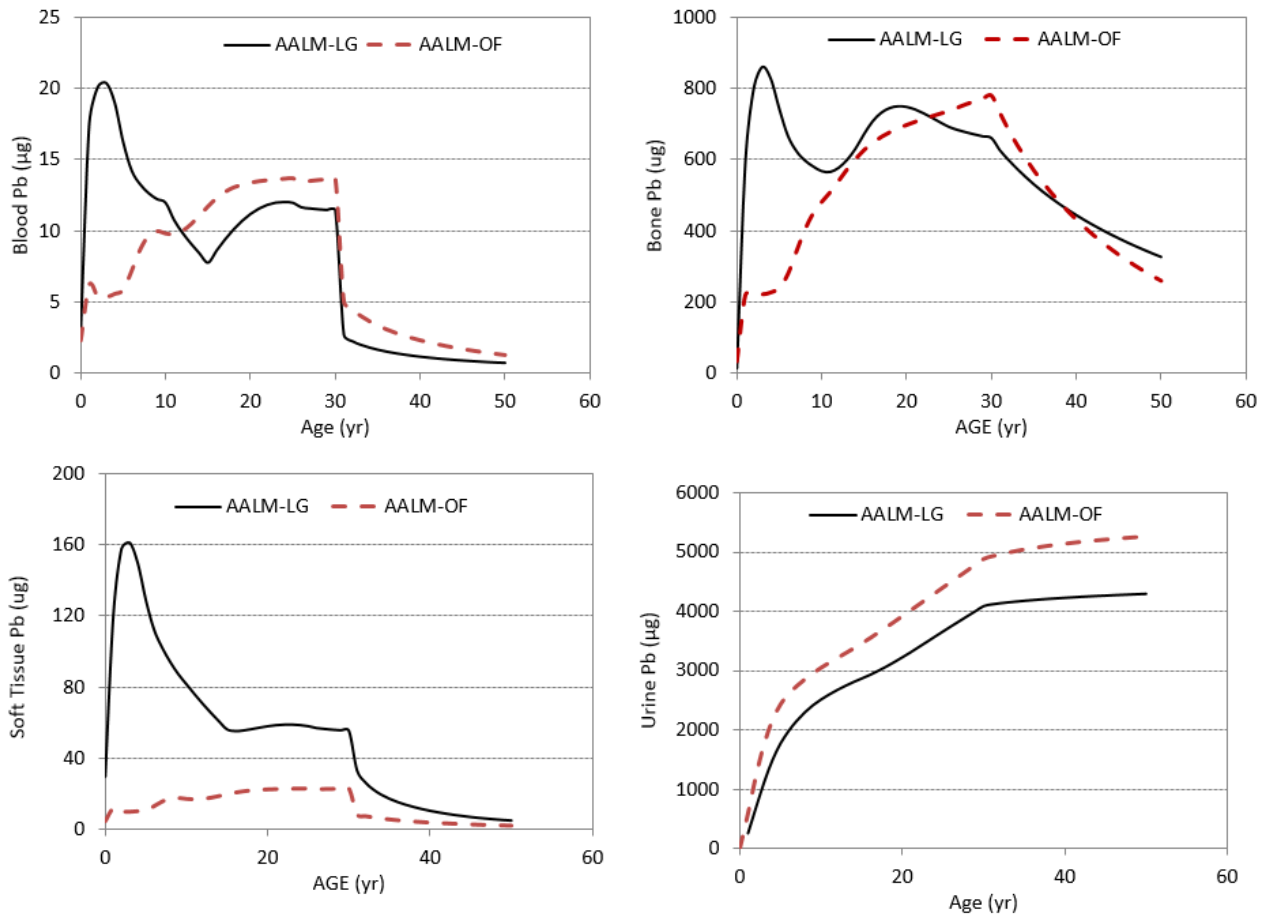 AALM-LG AALM-OF
Blood Pb (µg)
25
20
15
10
5
0
0 10 20 30 40 50 60
Age (yr)
AALM-LG AALM-OF
Bone Pb (ug)
1000
800
600
400
200
0
0 10 20 30 40 50 60
AGE (yr)
AALM-LG AALM-OF
Soft Tissue Pb (ug)
200
160
120
80
40
0
0 20 40 60
AGE (yr)
AALM-LG AALM-OF
Urine Pb (µg)
6000
5000
4000
3000
2000
1000
0
0 20 40 60
Age (yr)